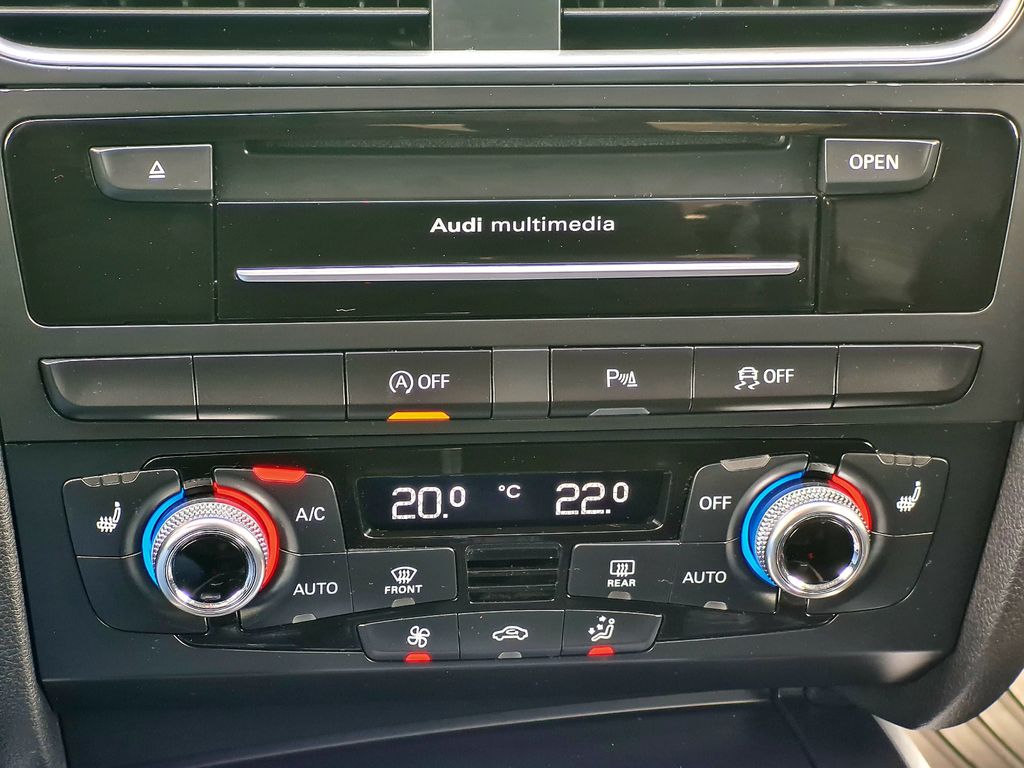 OPEN
Audi multimedia
A OFF
P
OFF
20.0 °C 22.0
A/C
OFF
AUTO
FRONT
REAR
AUTO